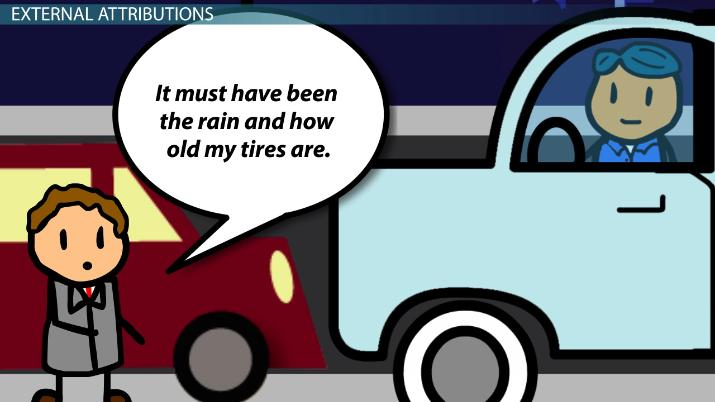 EXTERNAL ATTRIBUTIONS
It must have been
the rain and how
old my tires are.